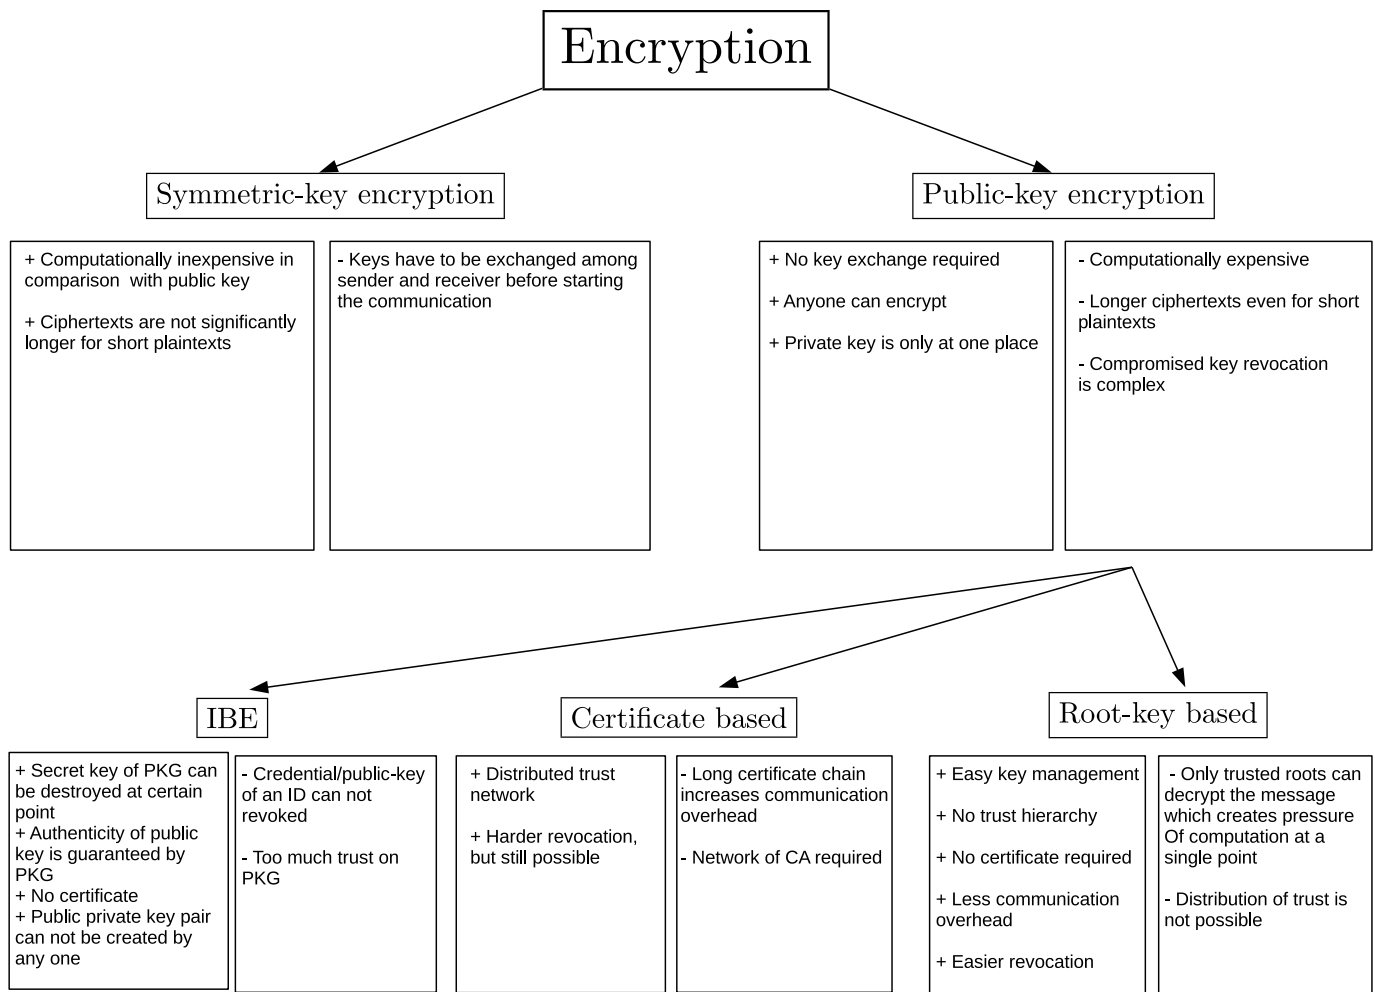 Encryption
Symmetric-key encryption
Public-key encryption
+ Computationally inexpensive in
comparison with public key
+ Ciphertexts are not significantly
longer for short plaintexts
- Keys have to be exchanged among
sender and receiver before starting
the communication
+ No key exchange required
+ Anyone can encrypt
+ Private key is only at one place
- Computationally expensive
- Longer ciphertexts even for short
plaintexts
- Compromised key revocation
is complex
IBE
Certificate based
Root-key based
+ Secret key of PKG can
be destroyed at certain
point
+ Authenticity of public
key is guaranteed by
PKG
+ No certificate
+ Public private key pair
can not be created by
any one
- Credential/public-key
of an ID can not
revoked
- Too much trust on
PKG
+ Distributed trust
network
+ Harder revocation,
but still possible
- Long certificate chain
increases communication
overhead
- Network of CA required
+ Easy key management
+ No trust hierarchy
+ No certificate required
+ Less communication
overhead
+ Easier revocation
- Only trusted roots can
decrypt the message
which creates pressure
Of computation at a
single point
- Distribution of trust is
not possible